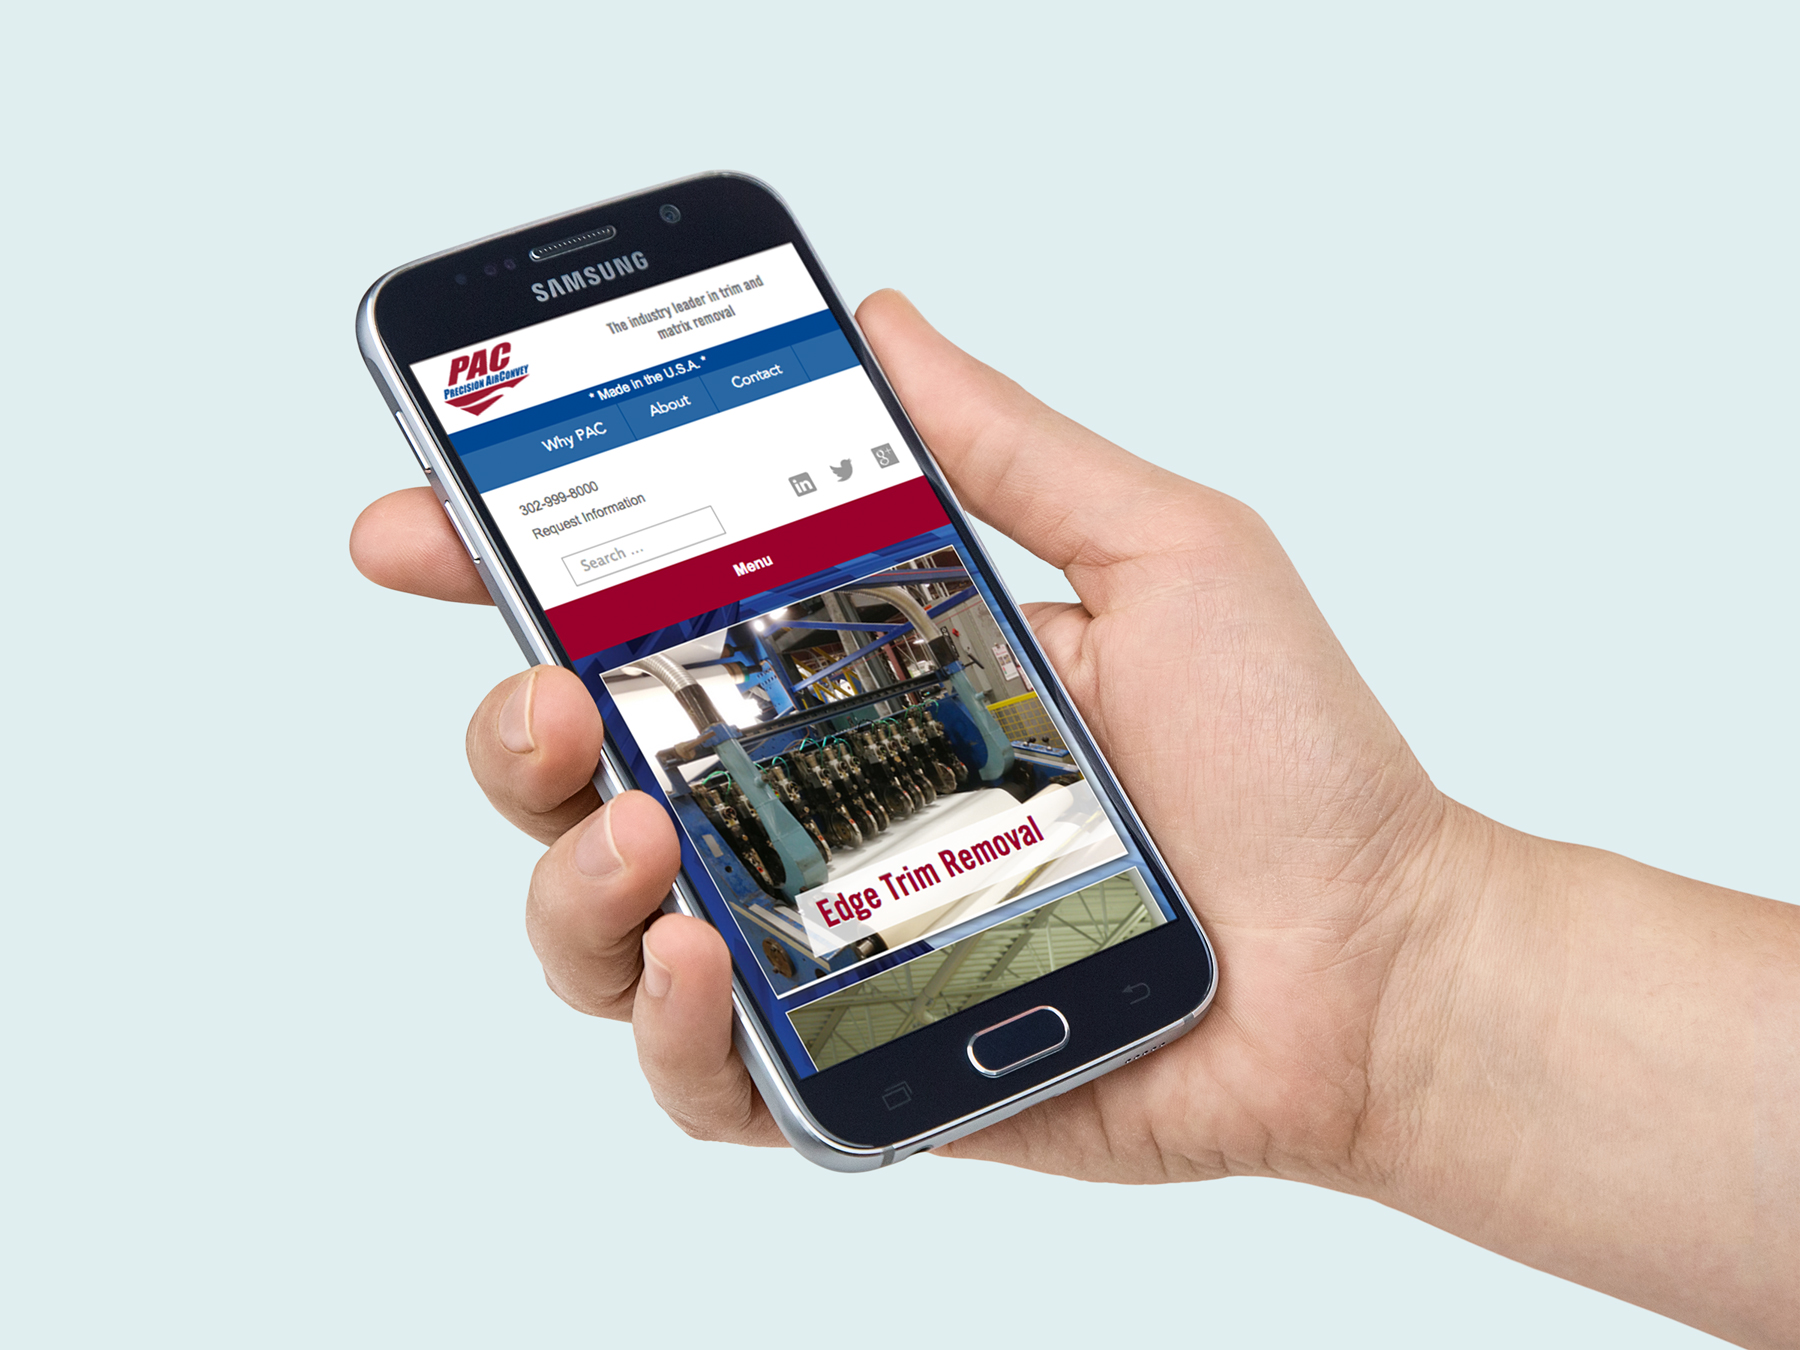 SAMSUNG
The industry leader in trim and
matrix removal
PAC
PRECISION AIRCONVEY
* Made in the U.S.A. *
Why PAC
About
Contact
302-999-8000
Request Information
in
g+
Search ...
Menu
Edge Trim Removal